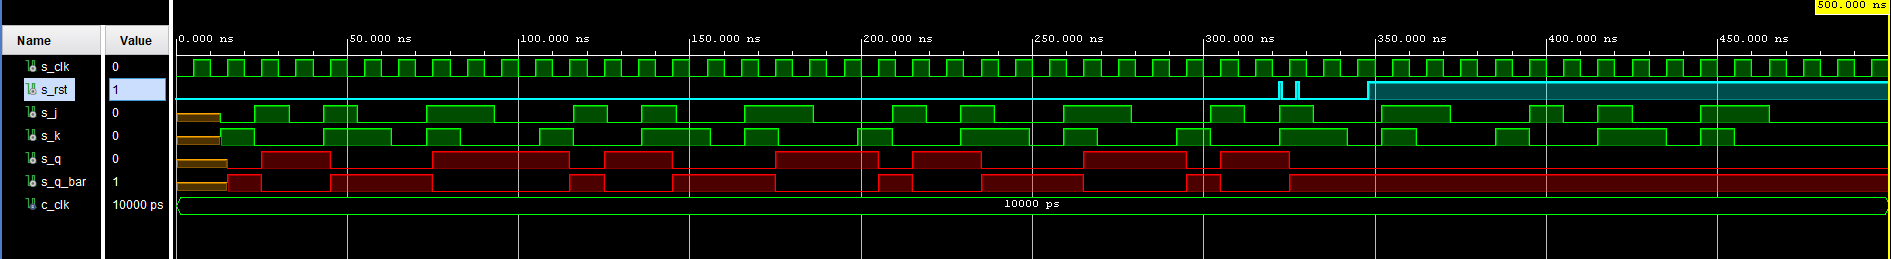 500.000 ns
Name Value
0.000 ns 50.000 ns 100.000 ns 150.000 ns 200.000 ns 250.000 ns 300.000 ns 350.000 ns 400.000 ns 450.000 ns
s_clk 0
s_rst 1
s_j 0
s_k 0
s_q 0
s_q_bar 1
c_clk 10000 ps 10000 ps